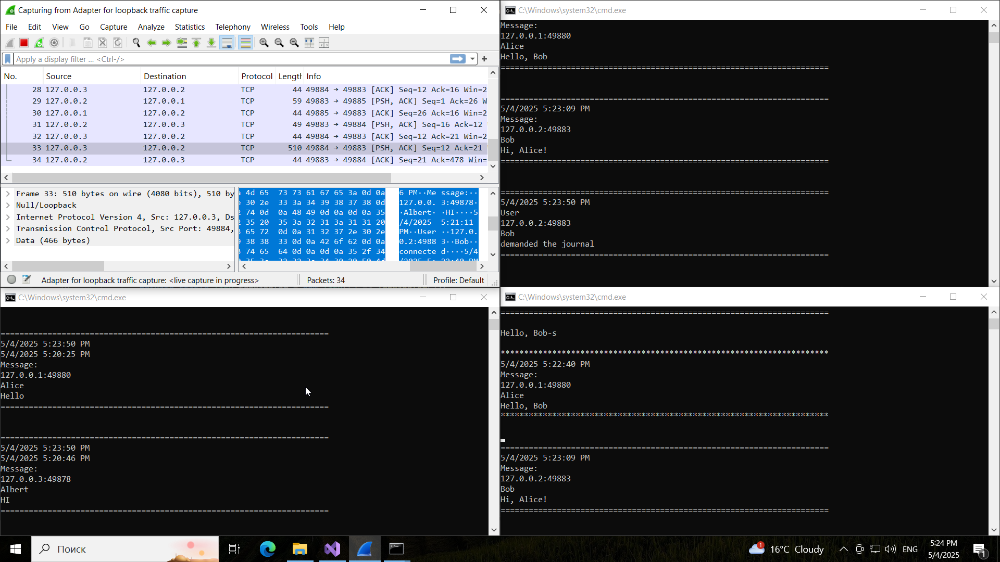 Capturing from Adapter for loopback traffic capture
File Edit View Go Capture Analyze Statistics Telephony Wireless Tools Help
Apply a display filter ... <Ctrl-/>
No. Source Destination Protocol Length Info
28 127.0.0.3 127.0.0.2 TCP 44 49884 → 49883 [ACK] Seq=12 Ack=16 Win=2
29 127.0.0.2 127.0.0.1 TCP 59 49883 → 49885 [PSH, ACK] Seq=1 Ack=26 W
30 127.0.0.1 127.0.0.2 TCP 44 49885 → 49883 [ACK] Seq=26 Ack=16 Win=2
31 127.0.0.2 127.0.0.3 TCP 49 49883 → 49884 [PSH, ACK] Seq=16 Ack=12
32 127.0.0.3 127.0.0.2 TCP 44 49884 → 49883 [ACK] Seq=12 Ack=21 Win=2
33 127.0.0.3 127.0.0.2 TCP 510 49884 → 49883 [PSH, ACK] Seq=12 Ack=21
34 127.0.0.2 127.0.0.3 TCP 44 49883 → 49884 [ACK] Seq=21 Ack=478 Win=
Frame 33: 510 bytes on wire (4080 bits), 510 by
Null/Loopback
Internet Protocol Version 4, Src: 127.0.0.3, Ds
Transmission Control Protocol, Src Port: 49884,
Data (466 bytes)
4d 65 73 73 61 67 65 3a 0d 0a 6 PM··Me ssage:··
30 2e 33 3a 34 39 38 37 38 0d 127.0.0. 3:49878·
74 0d 0a 48 49 0d 0a 0d 0a 35 ·Albert· ·HI····5
35 20 35 3a 32 31 3a 31 31 20 /4/2025 5:21:11
65 72 0d 0a 31 32 37 2e 30 2e PM··User ··127.0.
38 38 33 0d 0a 42 6f 62 0d 0a 0.2:4988 3··Bob··
74 65 64 0d 0a 0d 0a 35 2f 34 connecte d····5/4
Adapter for loopback traffic capture: <live capture in progress>
Packets: 34
Profile: Default
C:\Windows\system32\cmd.exe
Message:
127.0.0.1:49880
Alice
Hello, Bob
======================================================================
======================================================================
5/4/2025 5:23:09 PM
Message:
127.0.0.2:49883
Bob
Hi, Alice!
======================================================================
======================================================================
5/4/2025 5:23:50 PM
User
127.0.0.2:49883
Bob
demanded the journal
======================================================================
C:\Windows\system32\cmd.exe
======================================================================
5/4/2025 5:23:50 PM
5/4/2025 5:20:25 PM
Message:
127.0.0.1:49880
Alice
Hello
======================================================================
======================================================================
5/4/2025 5:23:50 PM
5/4/2025 5:20:46 PM
Message:
127.0.0.3:49878
Albert
HI
======================================================================
C:\Windows\system32\cmd.exe
======================================================================
Hello, Bob-s
**********************************************************************
5/4/2025 5:22:40 PM
Message:
127.0.0.1:49880
Alice
Hello, Bob
**********************************************************************
======================================================================
5/4/2025 5:23:09 PM
Message:
127.0.0.2:49883
Bob
Hi, Alice!
======================================================================
Поиск
1
16°C Cloudy
ENG
5:24 PM
5/4/2025
1